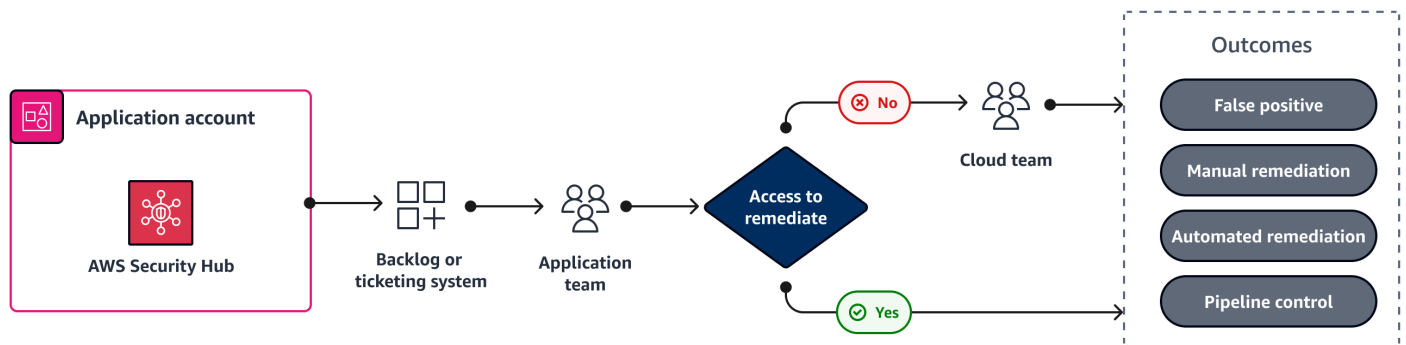 Application account
AWS Security Hub
Backlog or
ticketing system
Application
team
Access to
remediate
No
Cloud team
Yes
Outcomes
False positive
Manual remediation
Automated remediation
Pipeline control